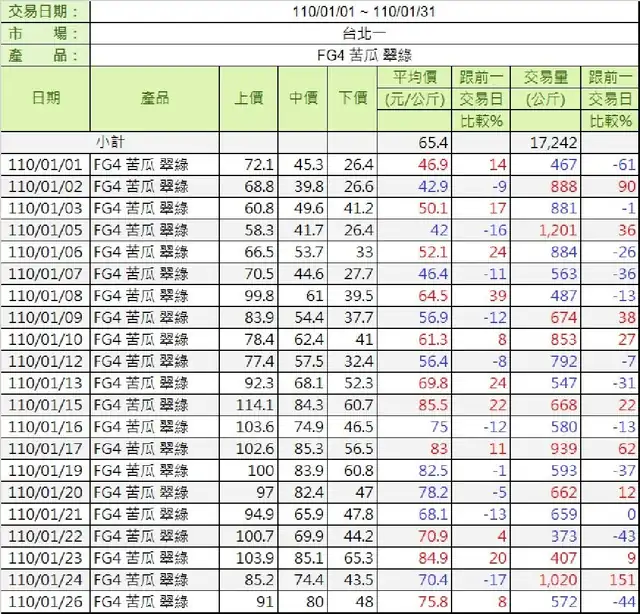 交易日期： 110/01/01 ~ 110/01/31
市 場： 台北一
產 品： FG4 苦瓜 翠綠
日期 產品 上價 中價 下價 平均價 (元/公斤) 跟前一 交易日 比較% 交易量 (公斤) 跟前一 交易日 比較%
小計 65.4 17,242
110/01/01 FG4 苦瓜 翠綠 72.1 45.3 26.4 46.9 14 467 -61
110/01/02 FG4 苦瓜 翠綠 68.8 39.8 26.6 42.9 -9 888 90
110/01/03 FG4 苦瓜 翠綠 60.8 49.6 41.2 50.1 17 881 -1
110/01/05 FG4 苦瓜 翠綠 58.3 41.7 26.4 42 -16 1,201 36
110/01/06 FG4 苦瓜 翠綠 66.5 53.7 33 52.1 24 884 -26
110/01/07 FG4 苦瓜 翠綠 70.5 44.6 27.7 46.4 -11 563 -36
110/01/08 FG4 苦瓜 翠綠 99.8 61 39.5 64.5 39 487 -13
110/01/09 FG4 苦瓜 翠綠 83.9 54.4 37.7 56.9 -12 674 38
110/01/10 FG4 苦瓜 翠綠 78.4 62.4 41 61.3 8 853 27
110/01/12 FG4 苦瓜 翠綠 77.4 57.5 32.4 56.4 -8 792 -7
110/01/13 FG4 苦瓜 翠綠 92.3 68.1 52.3 69.8 24 547 -31
110/01/15 FG4 苦瓜 翠綠 114.1 84.3 60.7 85.5 22 668 22
110/01/16 FG4 苦瓜 翠綠 103.6 74.9 46.5 75 -12 580 -13
110/01/17 FG4 苦瓜 翠綠 102.6 85.3 56.5 83 11 939 62
110/01/19 FG4 苦瓜 翠綠 100 83.9 60.8 82.5 -1 593 -37
110/01/20 FG4 苦瓜 翠綠 97 82.4 47 78.2 -5 662 12
110/01/21 FG4 苦瓜 翠綠 94.9 65.9 47.8 68.1 -13 659 0
110/01/22 FG4 苦瓜 翠綠 100.7 69.9 44.2 70.9 4 373 -43
110/01/23 FG4 苦瓜 翠綠 103.9 85.1 65.3 84.9 20 407 9
110/01/24 FG4 苦瓜 翠綠 85.2 74.4 43.5 70.4 -17 1,020 151
110/01/26 FG4 苦瓜 翠綠 91 80 48 75.8 8 572 -44